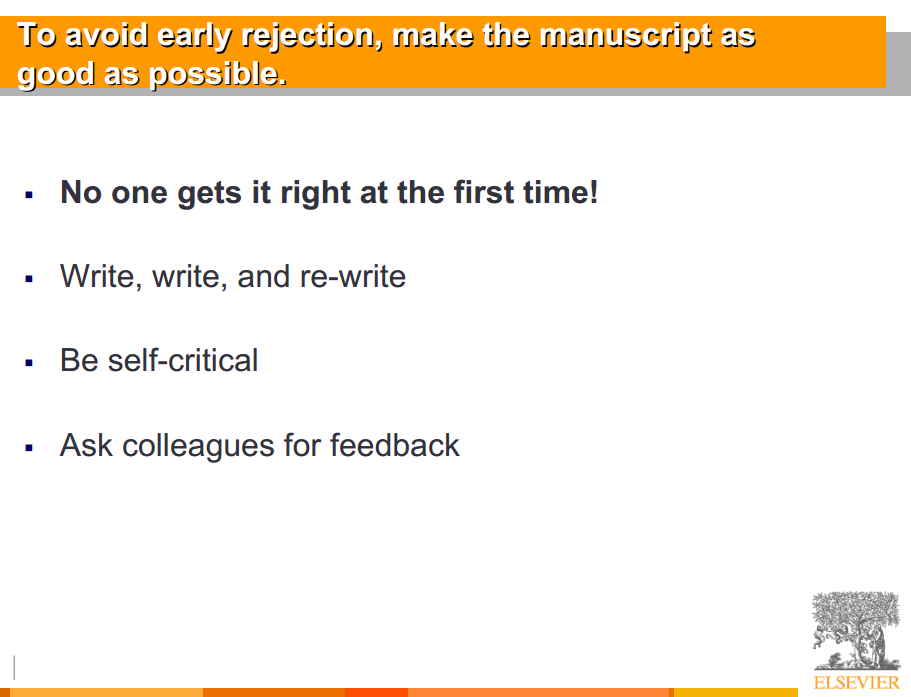 To avoid early rejection, make the manuscript as
good as possible.
▪ No one gets it right at the first time!
▪ Write, write, and re-write
▪ Be self-critical
▪ Ask colleagues for feedback
ELSEVIER